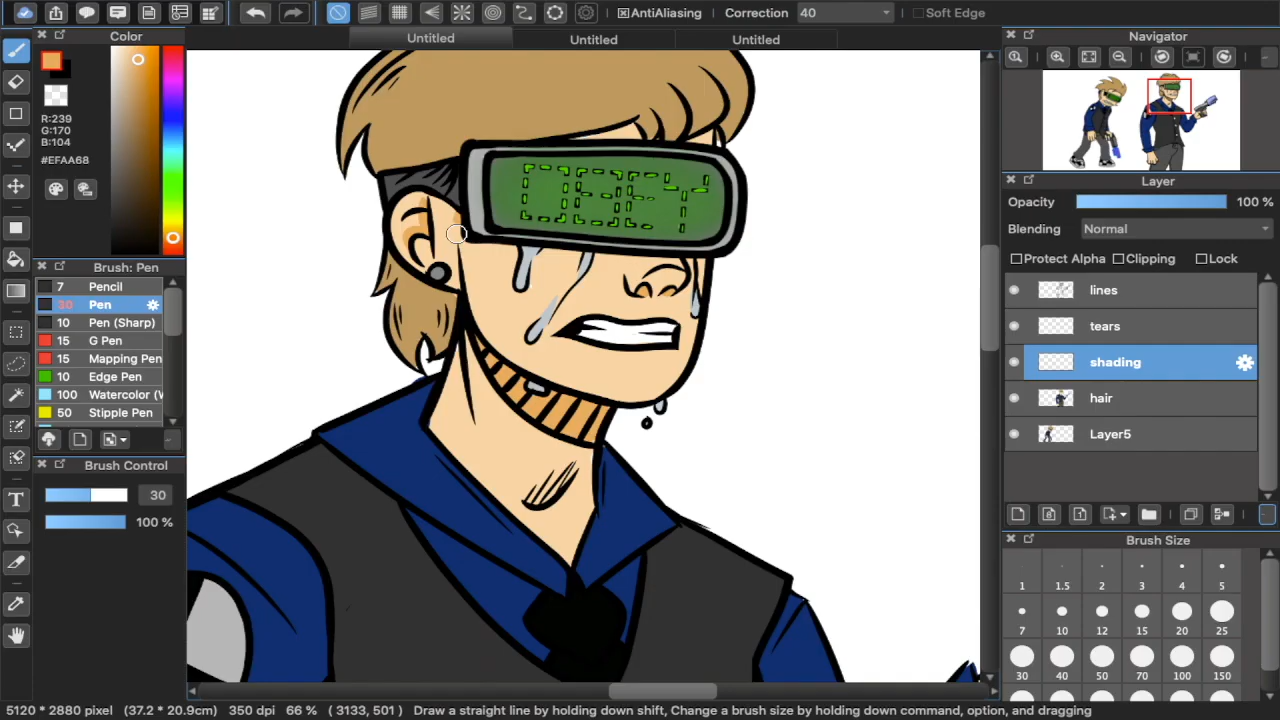 AntiAliasing Correction 40 Soft Edge
Color
Untitled
Untitled
Untitled
Navigator
R:239
G:170
B:104
#EFAA68
Layer
Opacity 100 %
Blending Normal
Protect Alpha Clipping Lock
Brush: Pen
7 Pencil
30 Pen
10 Pen (Sharp)
15 G Pen
15 Mapping Pen
10 Edge Pen
100 Watercolor (W
50 Stipple Pen
lines
tears
shading
hair
Layer5
OBEY
Brush Control
30
100 %
T
Brush Size
1 1.5 2 3 4 5
7 10 12 15 20 25
30 40 50 70 100 150
5120 * 2880 pixel (37.2 * 20.9cm) 350 dpi 66 % ( 3133, 501 ) Draw a straight line by holding down shift, Change a brush size by holding down command, option, and dragging